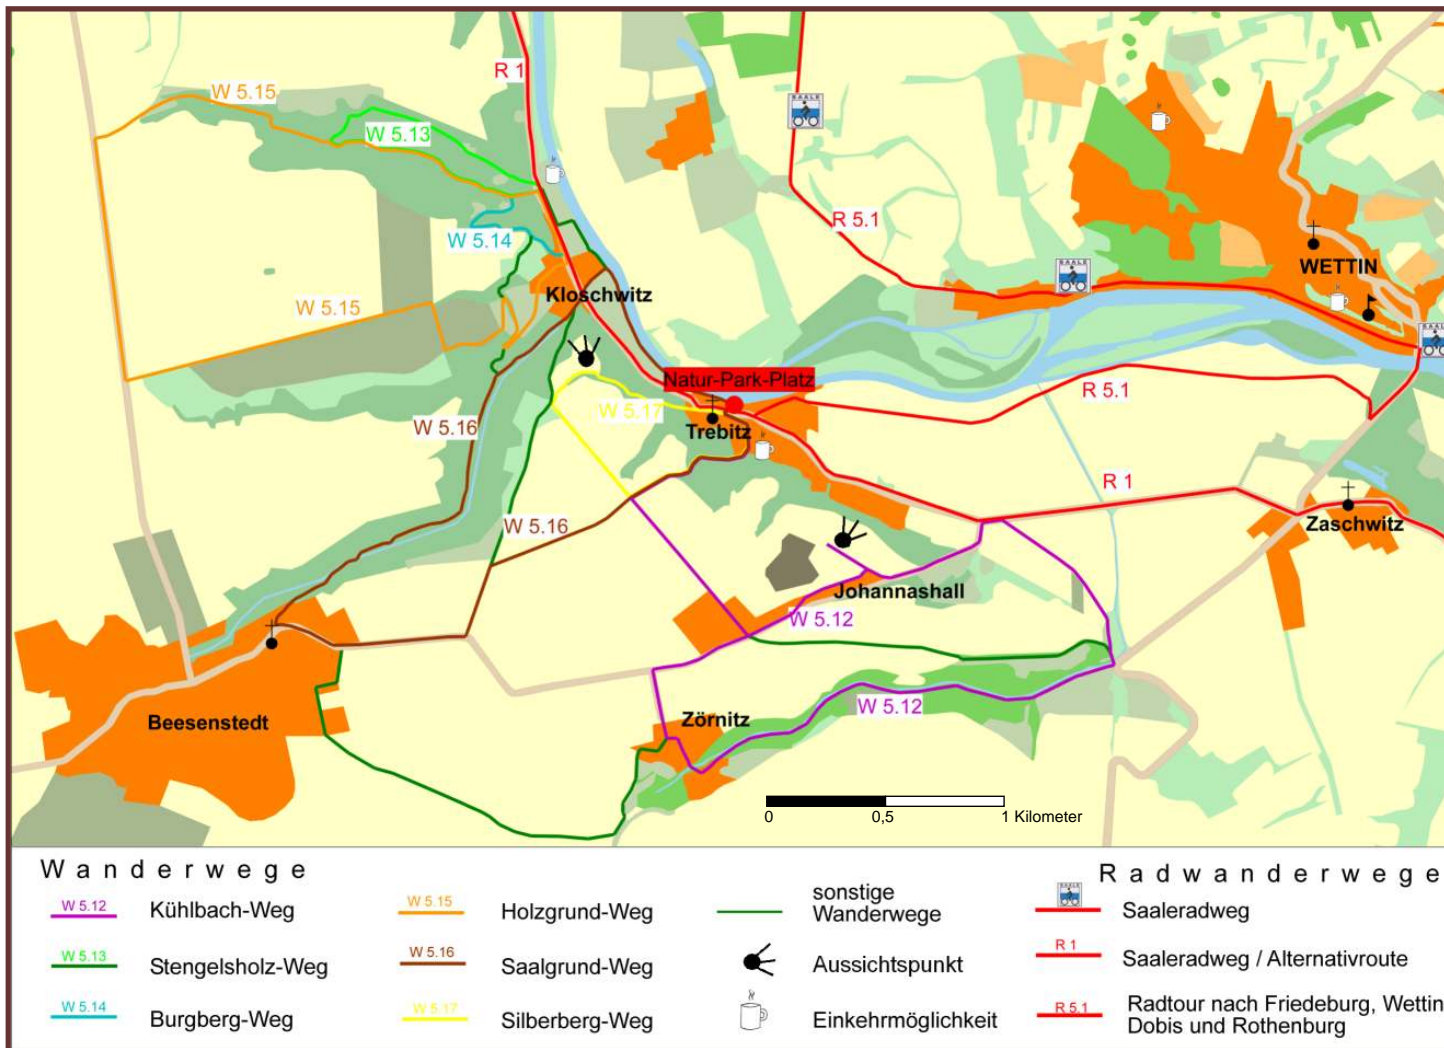 R 1
W 5.15
W 5.13
SAALE
R 5.1
W 5.14
SAALE
WETTIN
W 5.15
Kloschwitz
SAALE
Natur-Park-Platz
R 5.1
W 5.17
W 5.16
Trebitz
R 1
W 5.16
Zaschwitz
Johannashall
W 5.12
W 5.12
Zörnitz
Beesenstedt
0 0,5 1 Kilometer
Wanderwege
W 5.12 Kühlbach-Weg
W 5.13 Stengelsholz-Weg
W 5.14 Burgberg-Weg
W 5.15 Holzgrund-Weg
W 5.16 Saalgrund-Weg
W 5.17 Silberberg-Weg
sonstige
Wanderwege
Aussichtspunkt
Einkehrmöglichkeit
Radwanderwege
SAALE
Saaleradweg
R 1 Saaleradweg / Alternativroute
R 5.1 Radtour nach Friedeburg, Wettin
Dobis und Rothenburg